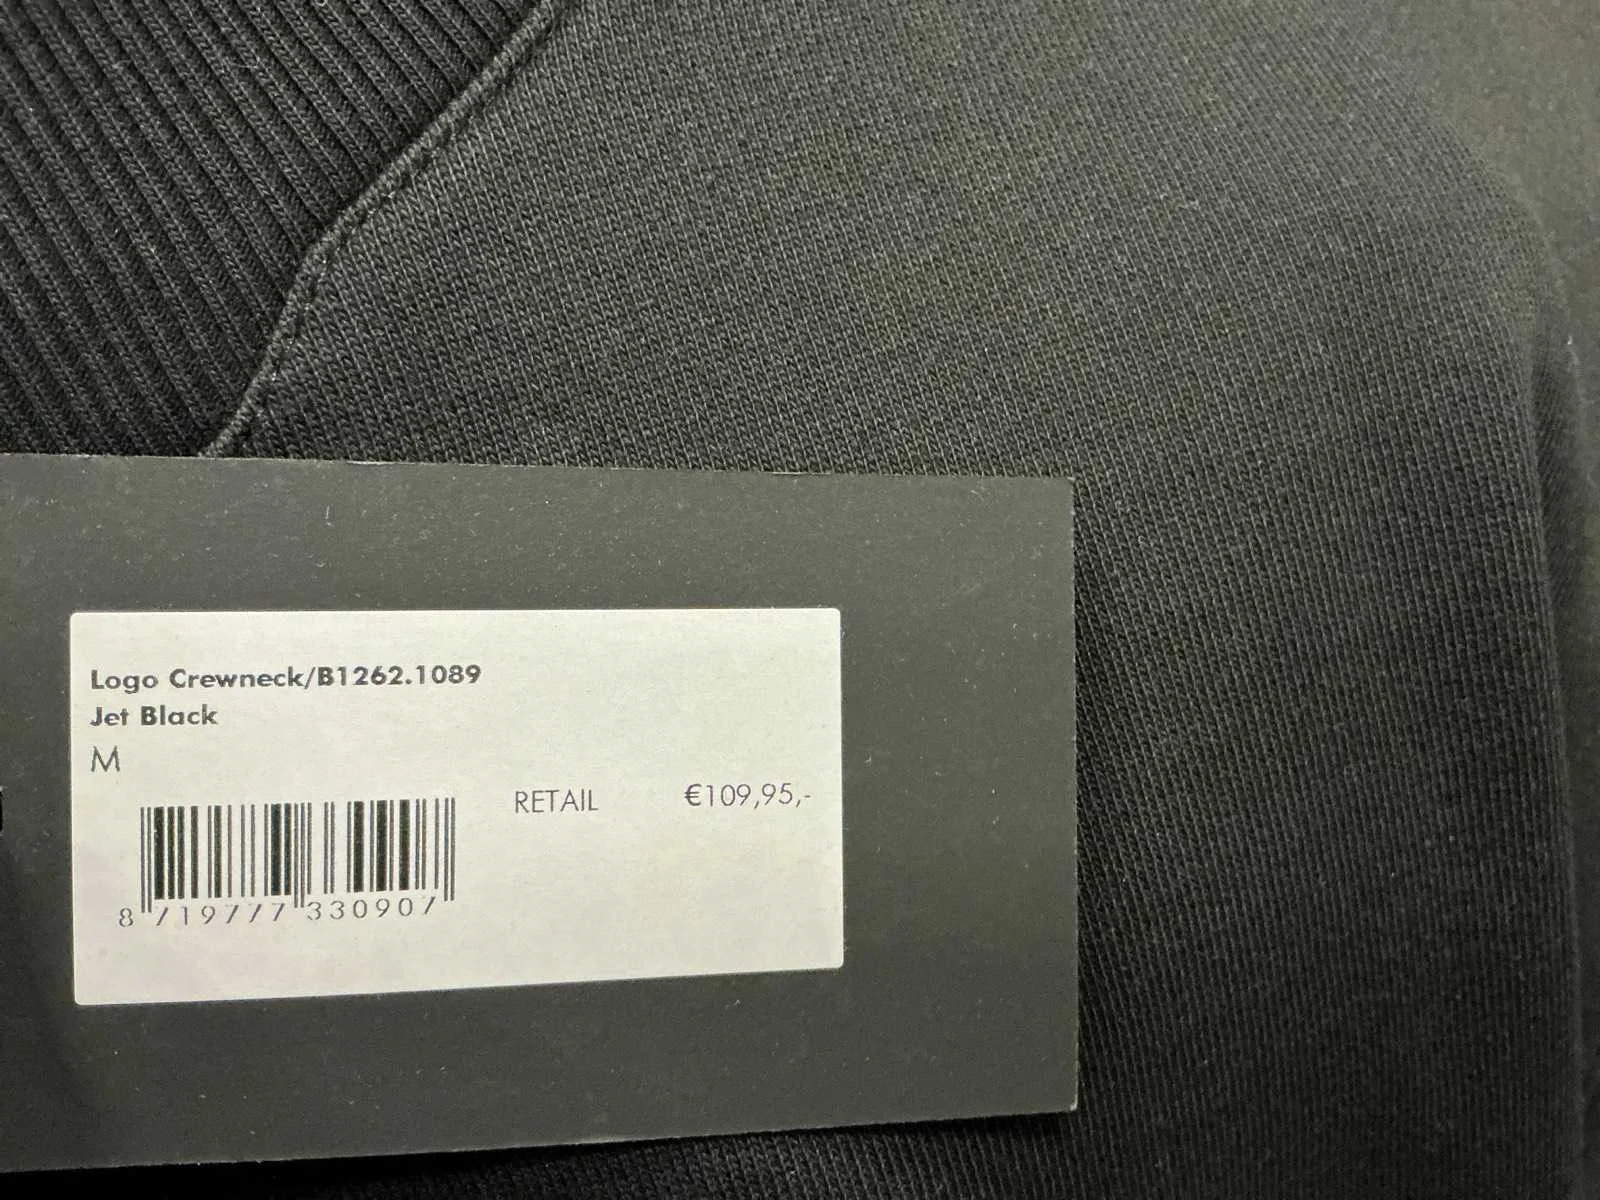 Logo Crewneck/B1262.1089
Jet Black
M
RETAIL €109,95,-
8 719777 330907